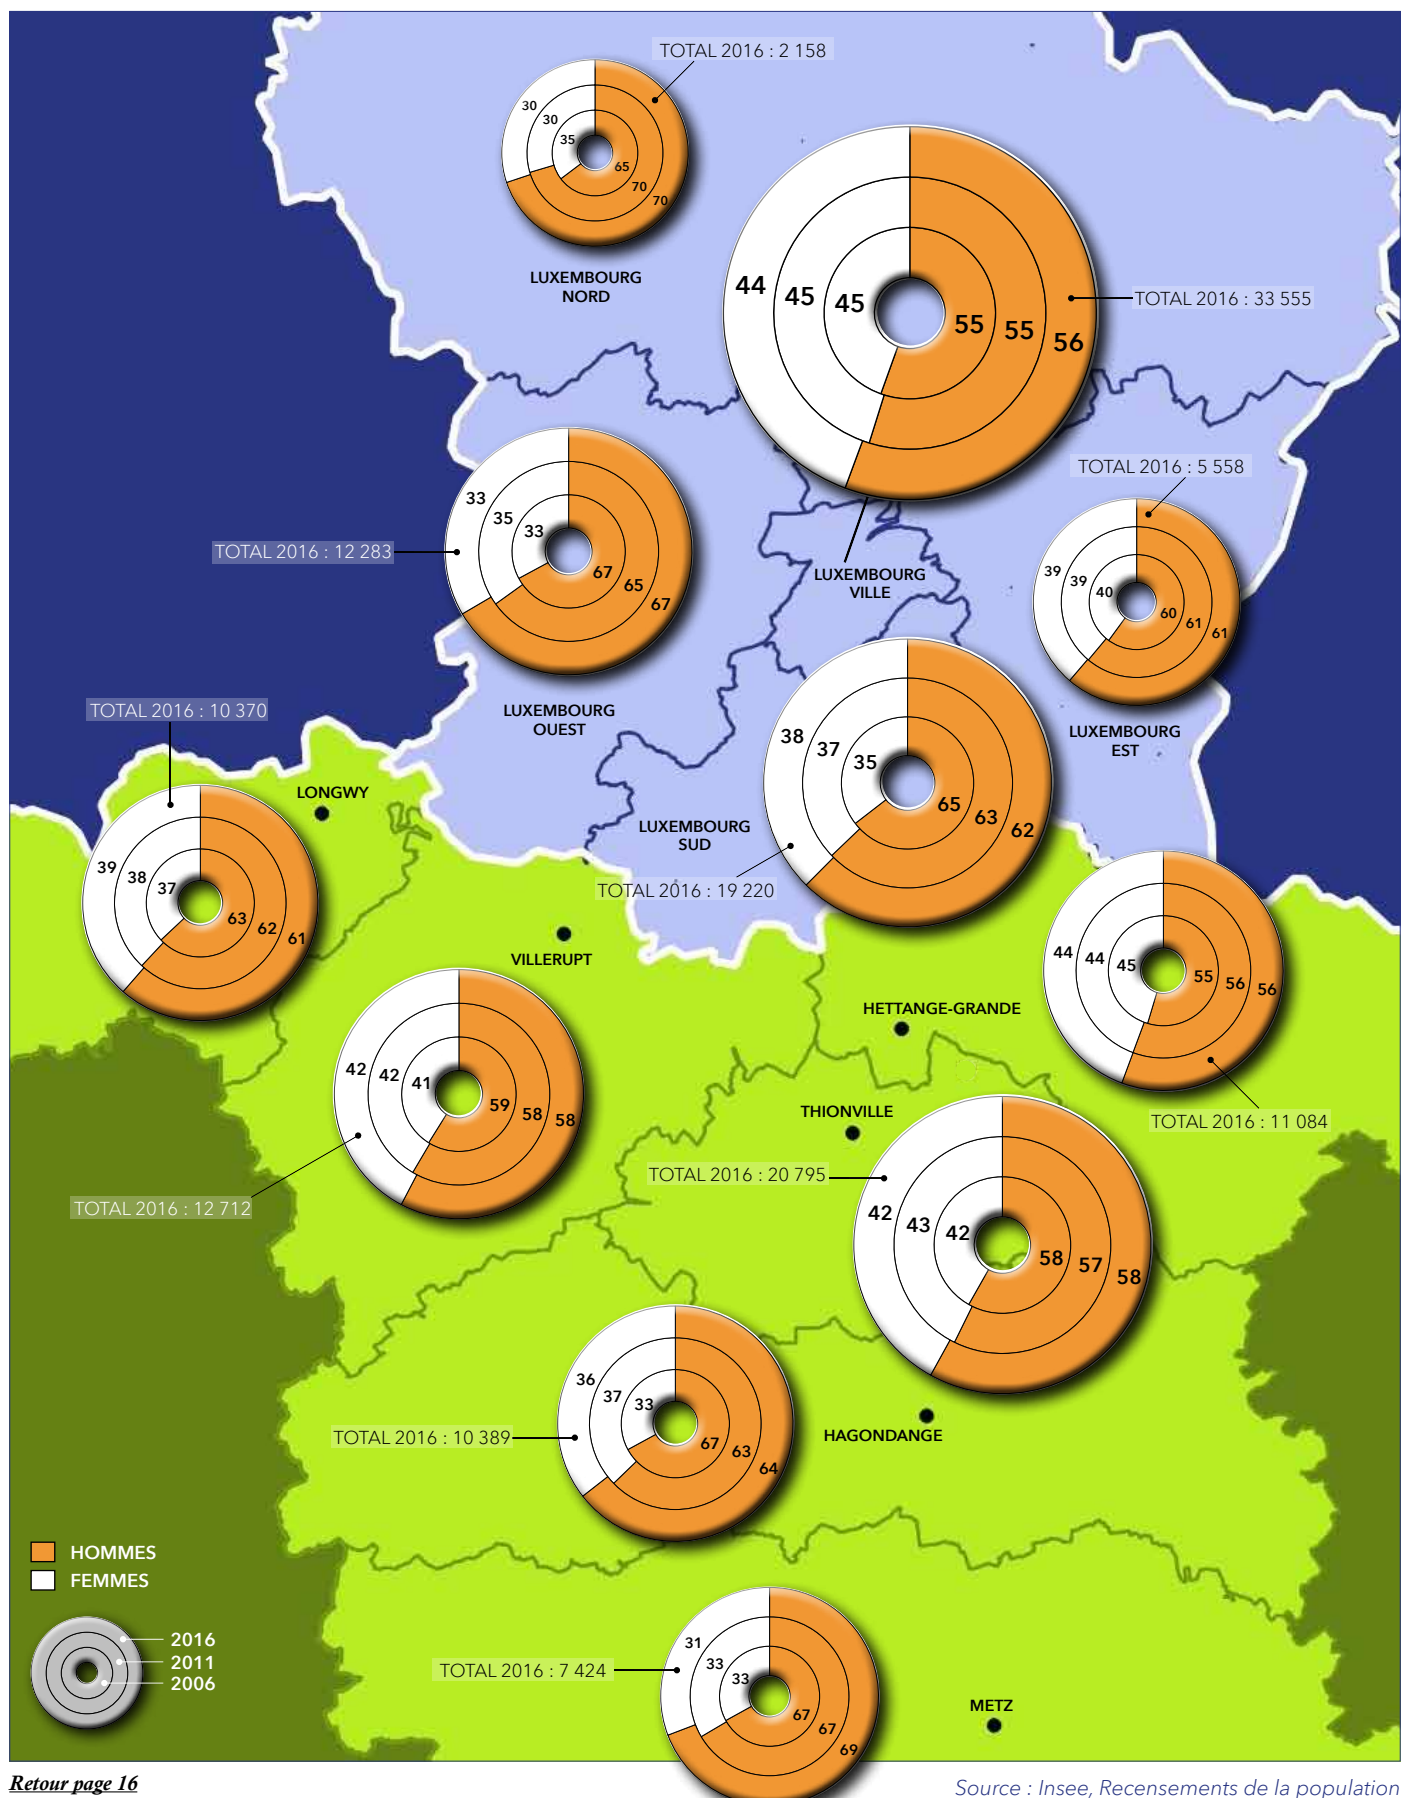 TOTAL 2016 : 2 158
30
30
35
65
70
70
LUXEMBOURG
NORD
44
45
45
55
55
56
TOTAL 2016 : 33 555
LUXEMBOURG
VILLE
33
35
33
67
65
67
TOTAL 2016 : 12 283
LUXEMBOURG
OUEST
TOTAL 2016 : 5 558
39
39
40
60
61
61
LUXEMBOURG
EST
38
37
35
65
63
62
LUXEMBOURG
SUD
TOTAL 2016 : 19 220
TOTAL 2016 : 10 370
LONGWY
39
38
37
63
62
61
VILLERUPT
44
44
45
55
56
56
TOTAL 2016 : 11 084
HETTANGE-GRANDE
42
42
41
59
58
58
TOTAL 2016 : 12 712
THIONVILLE
TOTAL 2016 : 20 795
42
43
42
58
57
58
36
37
33
67
63
64
TOTAL 2016 : 10 389
HAGONDANGE
HOMMES
FEMMES
2016
2011
2006
31
33
33
67
67
69
TOTAL 2016 : 7 424
METZ
Retour page 16
Source : Insee, Recensements de la population